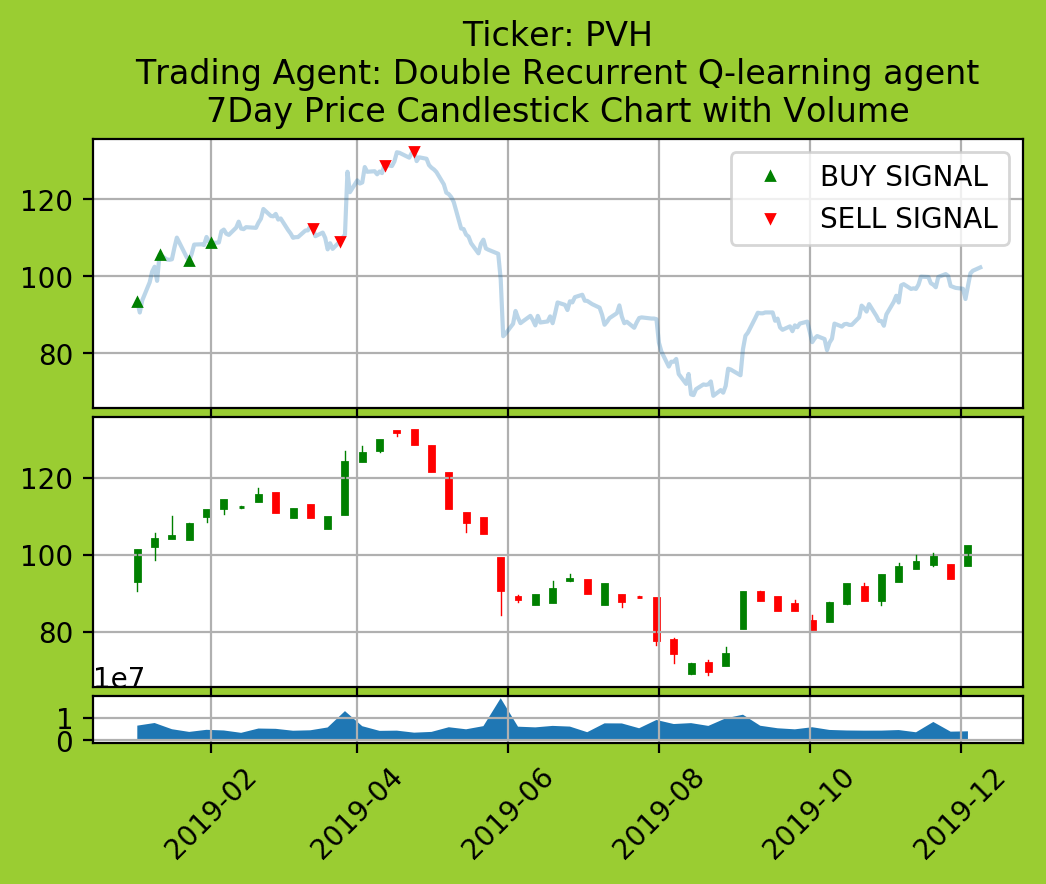 Ticker: PVH
Trading Agent: Double Recurrent Q-learning agent
7Day Price Candlestick Chart with Volume
BUY SIGNAL
SELL SIGNAL
120
100
80
120
100
80
1e7
1
0
2019-02
2019-04
2019-06
2019-08
2019-10
2019-12